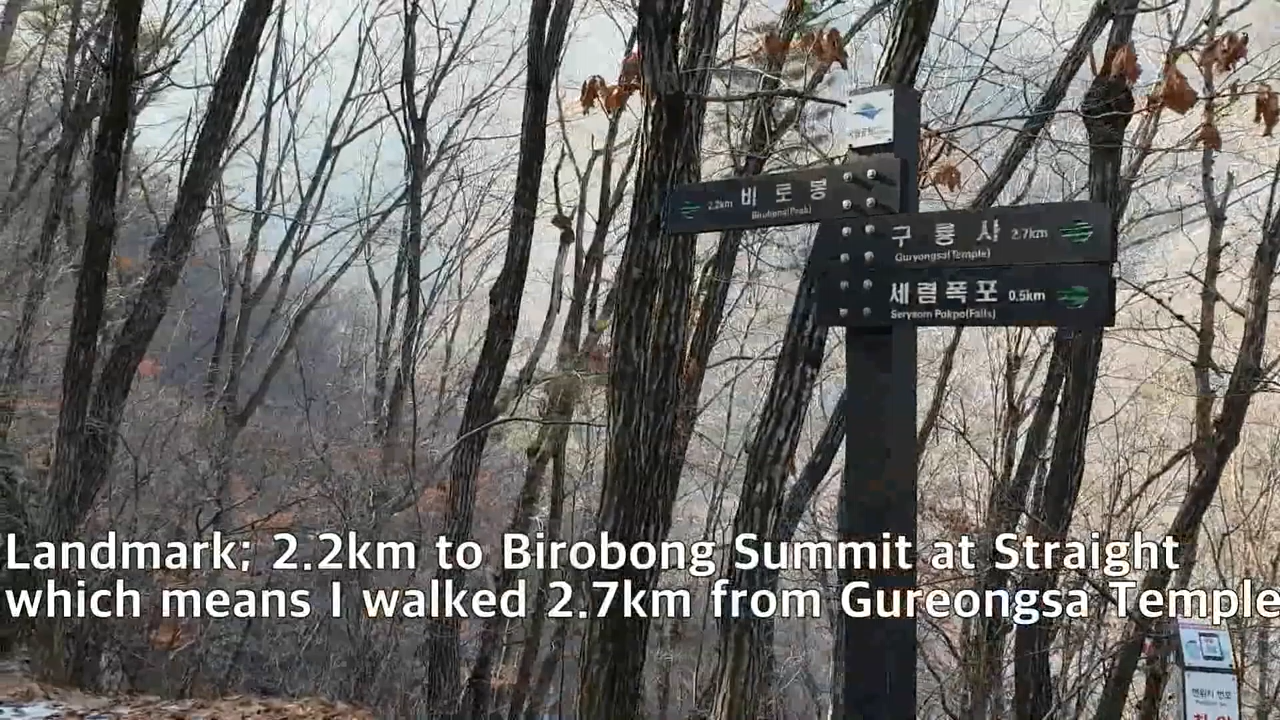 2.2km 바로봉
Birobong(Peak)
구룡사 2.7km
Guryongsa(Temple)
세렴폭포 0.5km
Seryeom Pokpo(Falls)
Landmark; 2.2km to Birobong Summit at Straight
which means I walked 2.7km from Gureongsa Temple